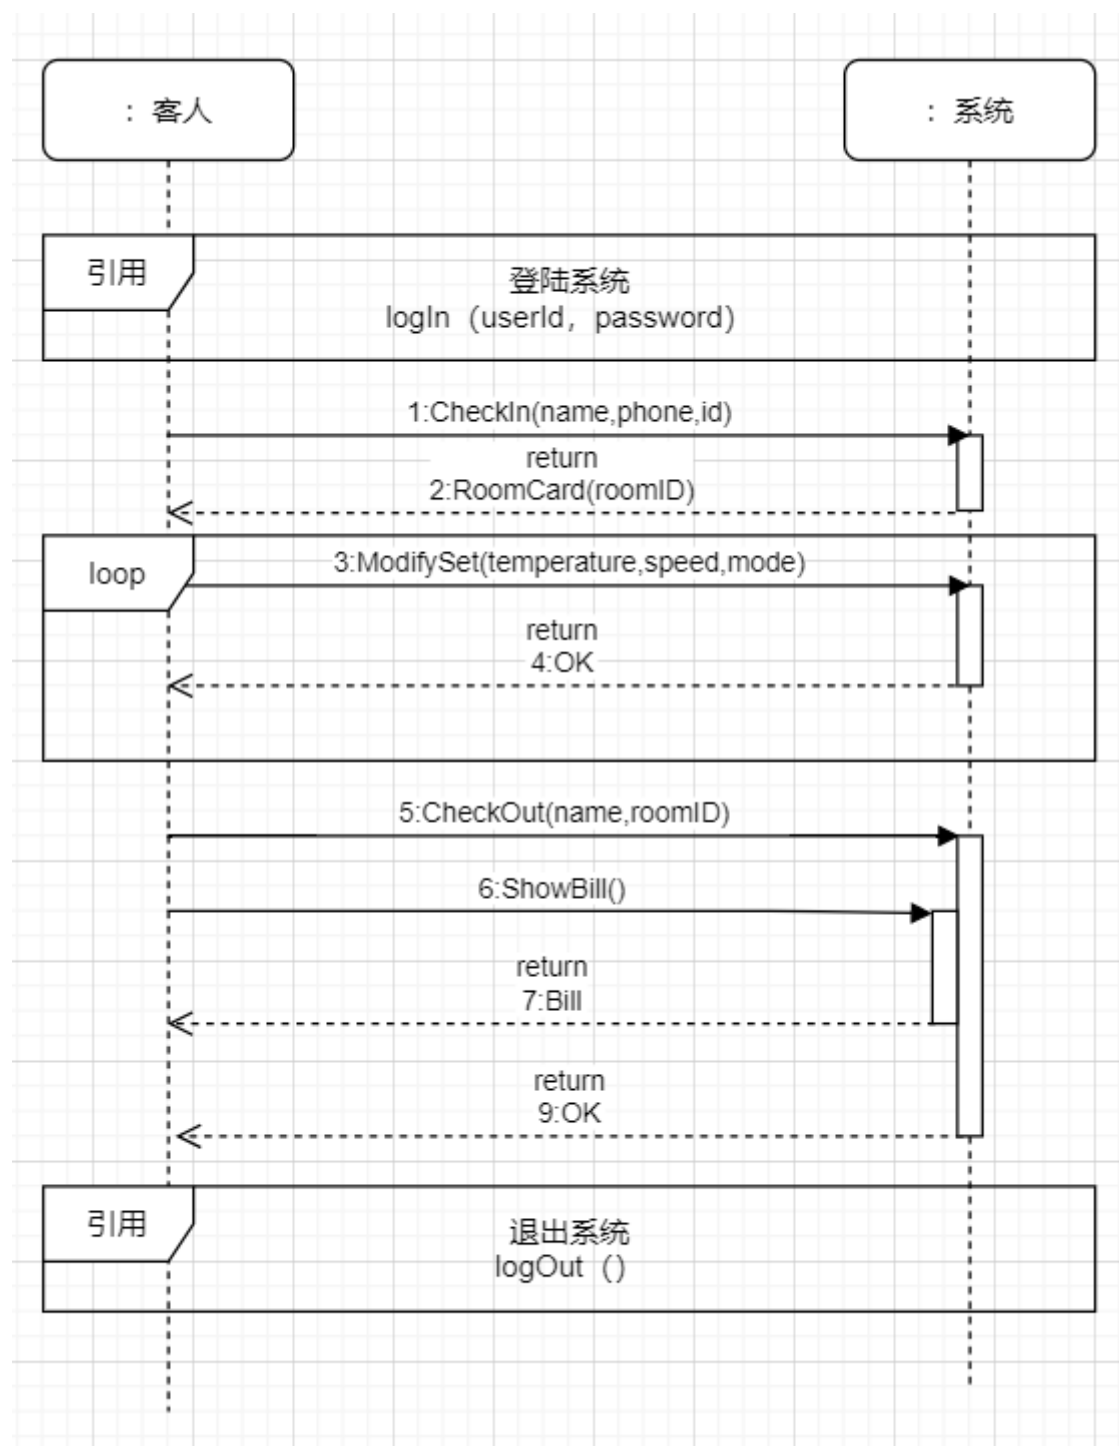 ：客人
：系统
引用
登陆系统
logIn（userId，password）
1:CheckIn(name,phone,id)
return
2:RoomCard(roomID)
loop
3:ModifySet(temperature,speed,mode)
return
4:OK
5:CheckOut(name,roomID)
6:ShowBill()
return
7:Bill
return
9:OK
引用
退出系统
logOut（）